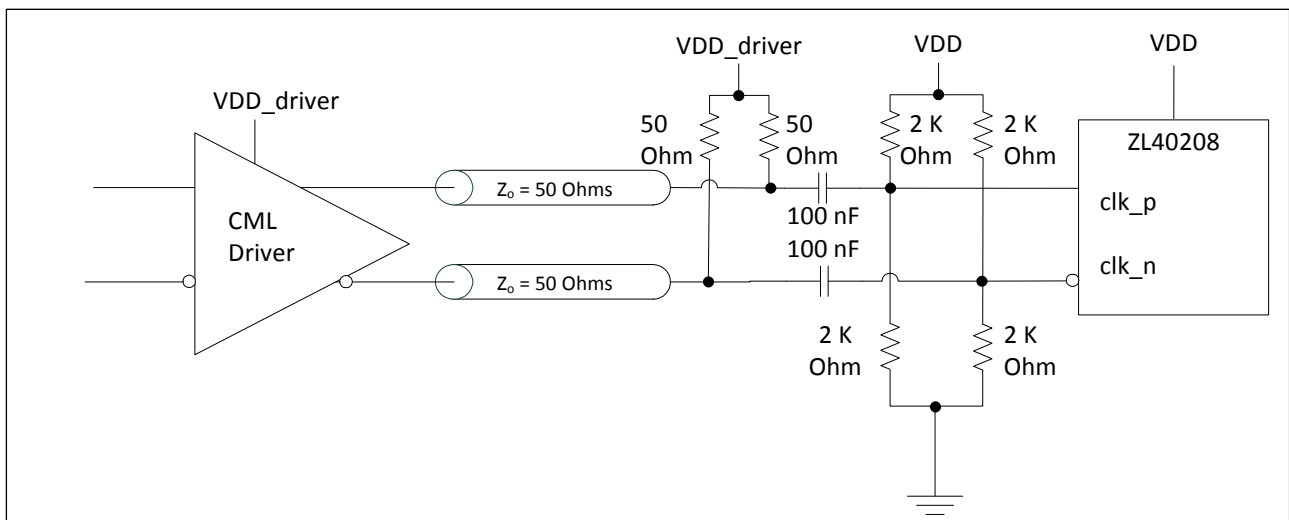 VDD_driver
VDD
VDD
VDD_driver
50
Ohm
50
Ohm
2 K
Ohm
2 K
Ohm
ZL40208
Zo = 50 Ohms
clk_p
CML
Driver
100 nF
100 nF
clk_n
Zo = 50 Ohms
2 K
Ohm
2 K
Ohm